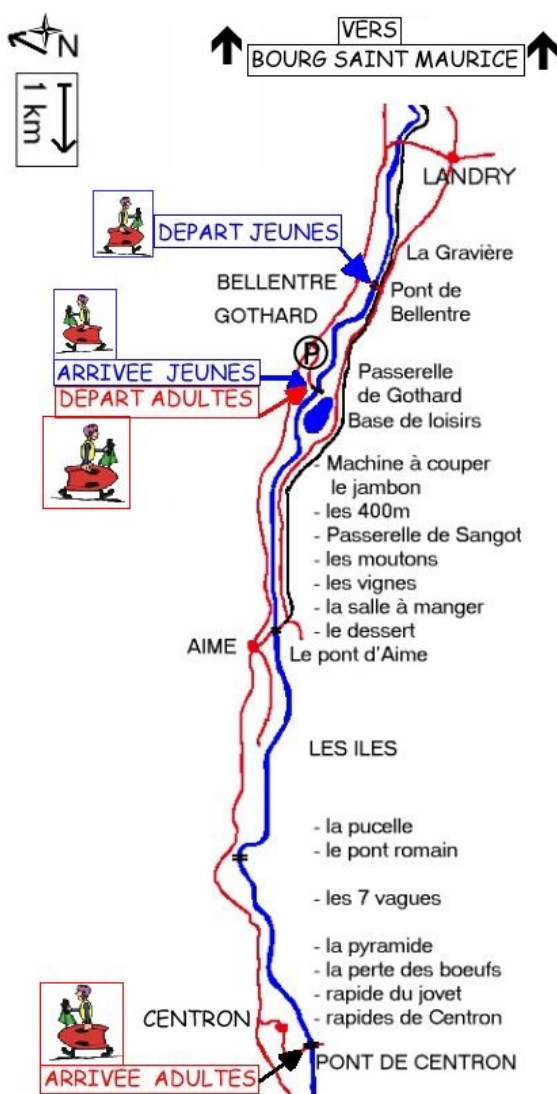 N
1 km
VERS
BOURG SAINT MAURICE
LANDRY
DEPART JEUNES
La Gravière
BELLENTRE
GOTHARD
Pont de
Bellentre
P
ARRIVEE JEUNES
DEPART ADULTES
Passerelle
de Gothard
Base de loisirs
- Machine à couper
le jambon
- les 400m
- Passerelle de Sangot
- les moutons
- les vignes
- la salle à manger
- le dessert
AIME
Le pont d'Aime
LES ILES
- la pucelle
- le pont romain
- les 7 vagues
- la pyramide
- la perte des boeufs
- rapide du jovet
- rapides de Centron
CENTRON
PONT DE CENTRON
ARRIVEE ADULTES